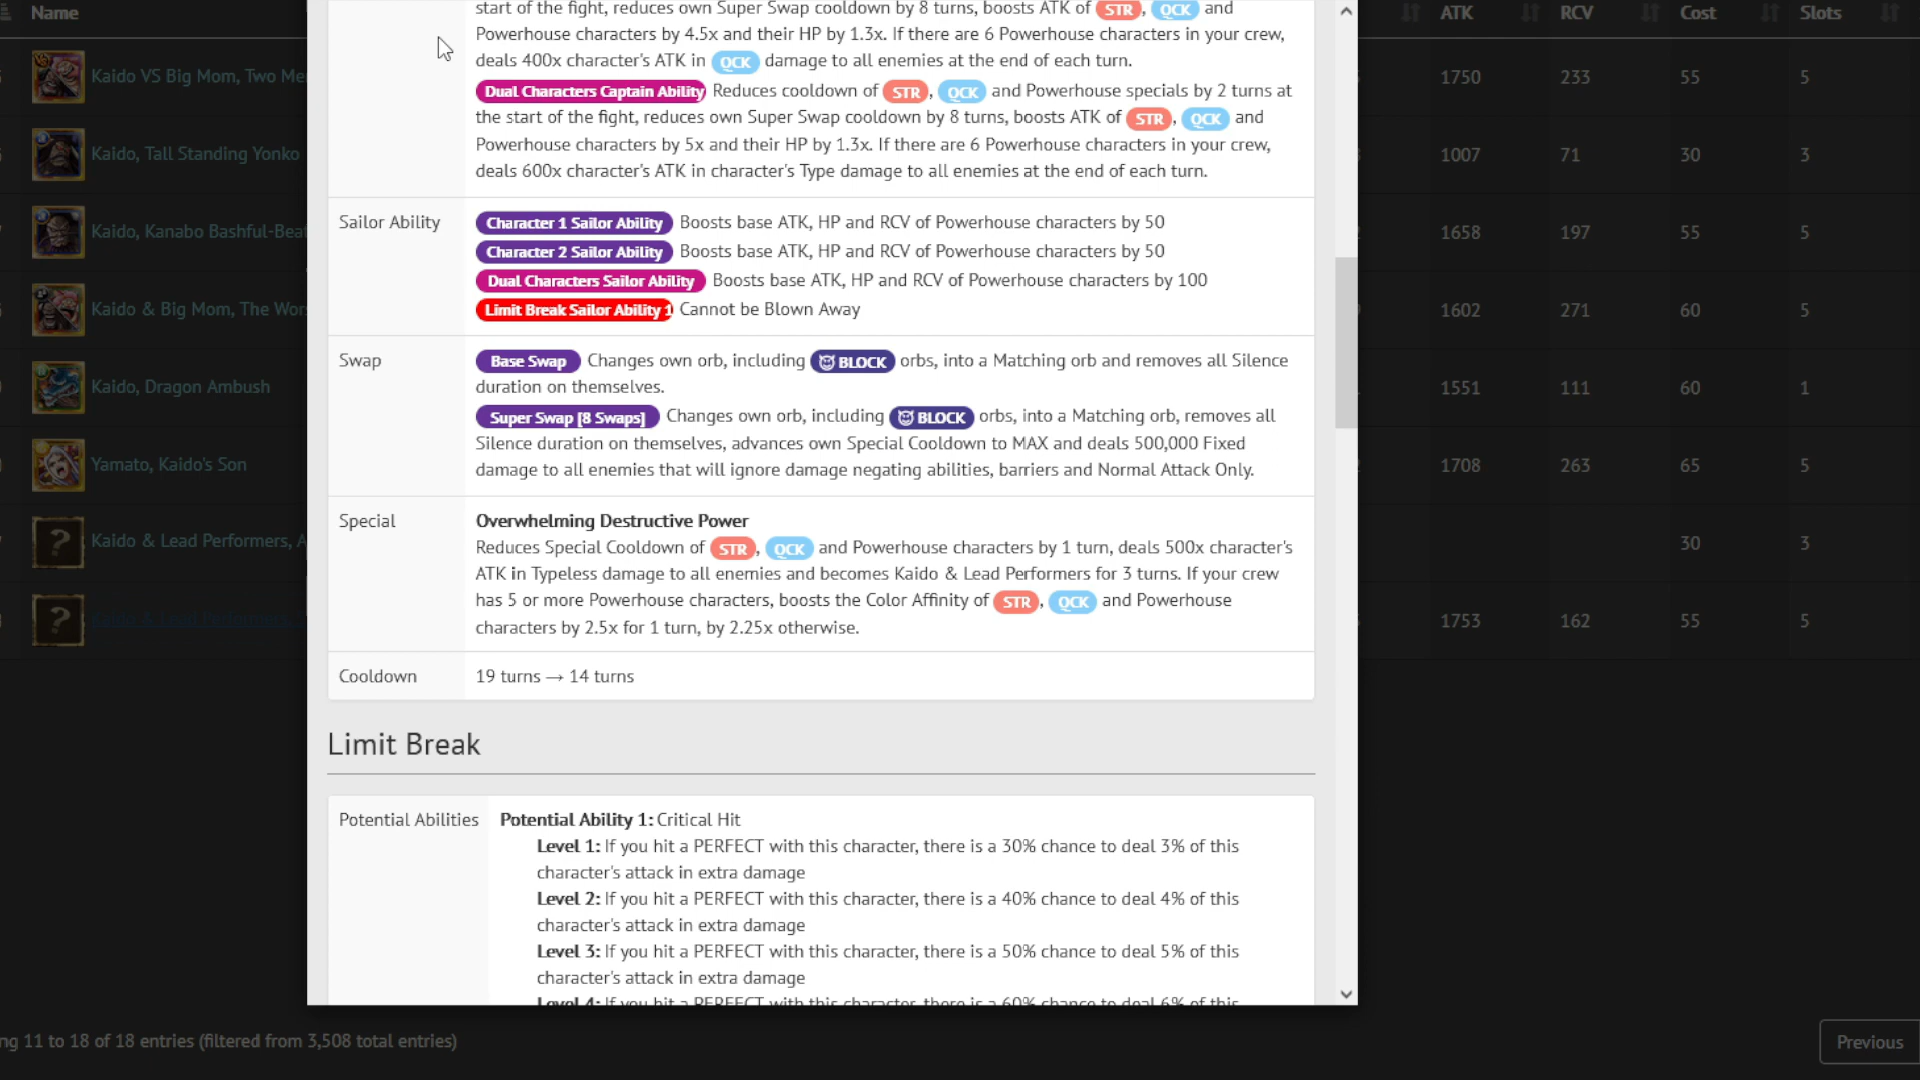 Name ATK RCV Cost Slots
start of the fight, reduces own Super Swap cooldown by 8 turns, boosts ATK of STR, QCK and
Powerhouse characters by 4.5x and their HP by 1.3x. If there are 6 Powerhouse characters in your crew,
deals 400x character's ATK in QCK damage to all enemies at the end of each turn.
Dual Characters Captain Ability Reduces cooldown of STR, QCK and Powerhouse specials by 2 turns at
the start of the fight, reduces own Super Swap cooldown by 8 turns, boosts ATK of STR, QCK and
Powerhouse characters by 5x and their HP by 1.3x. If there are 6 Powerhouse characters in your crew,
deals 600x character's ATK in character's Type damage to all enemies at the end of each turn.
Sailor Ability
Character 1 Sailor Ability Boosts base ATK, HP and RCV of Powerhouse characters by 50
Character 2 Sailor Ability Boosts base ATK, HP and RCV of Powerhouse characters by 50
Dual Characters Sailor Ability Boosts base ATK, HP and RCV of Powerhouse characters by 100
Limit Break Sailor Ability 1 Cannot be Blown Away
Swap
Base Swap Changes own orb, including BLOCK orbs, into a Matching orb and removes all Silence
duration on themselves.
Super Swap [8 Swaps] Changes own orb, including BLOCK orbs, into a Matching orb, removes all
Silence duration on themselves, advances own Special Cooldown to MAX and deals 500,000 Fixed
damage to all enemies that will ignore damage negating abilities, barriers and Normal Attack Only.
Special
Overwhelming Destructive Power
Reduces Special Cooldown of STR, QCK and Powerhouse characters by 1 turn, deals 500x character's
ATK in Typeless damage to all enemies and becomes Kaido & Lead Performers for 3 turns. If your crew
has 5 or more Powerhouse characters, boosts the Color Affinity of STR, QCK and Powerhouse
characters by 2.5x for 1 turn, by 2.25x otherwise.
Cooldown 19 turns → 14 turns
Limit Break
Potential Abilities
Potential Ability 1: Critical Hit
Level 1: If you hit a PERFECT with this character, there is a 30% chance to deal 3% of this
character's attack in extra damage
Level 2: If you hit a PERFECT with this character, there is a 40% chance to deal 4% of this
character's attack in extra damage
Level 3: If you hit a PERFECT with this character, there is a 50% chance to deal 5% of this
character's attack in extra damage
Level 4: If you hit a PERFECT with this character, there is a 60% chance to deal 6% of this
Kaido VS Big Mom, Two 1750 233 55 5
Kaido, Tall Standing Yonko 1007 71 30 3
Kaido, Kanabo 1658 197 55 5
Kaido & Big Mom, The 1602 271 60 5
Kaido, Dragon Ambush 1551 111 60 1
Yamato, Kaido's Son 1708 263 65 5
Kaido & Lead Performers, 30 3
Kaido & Lead Performers, 1753 162 55 5
11 to 18 of 18 entries (filtered from 3,508 total entries)
Previous